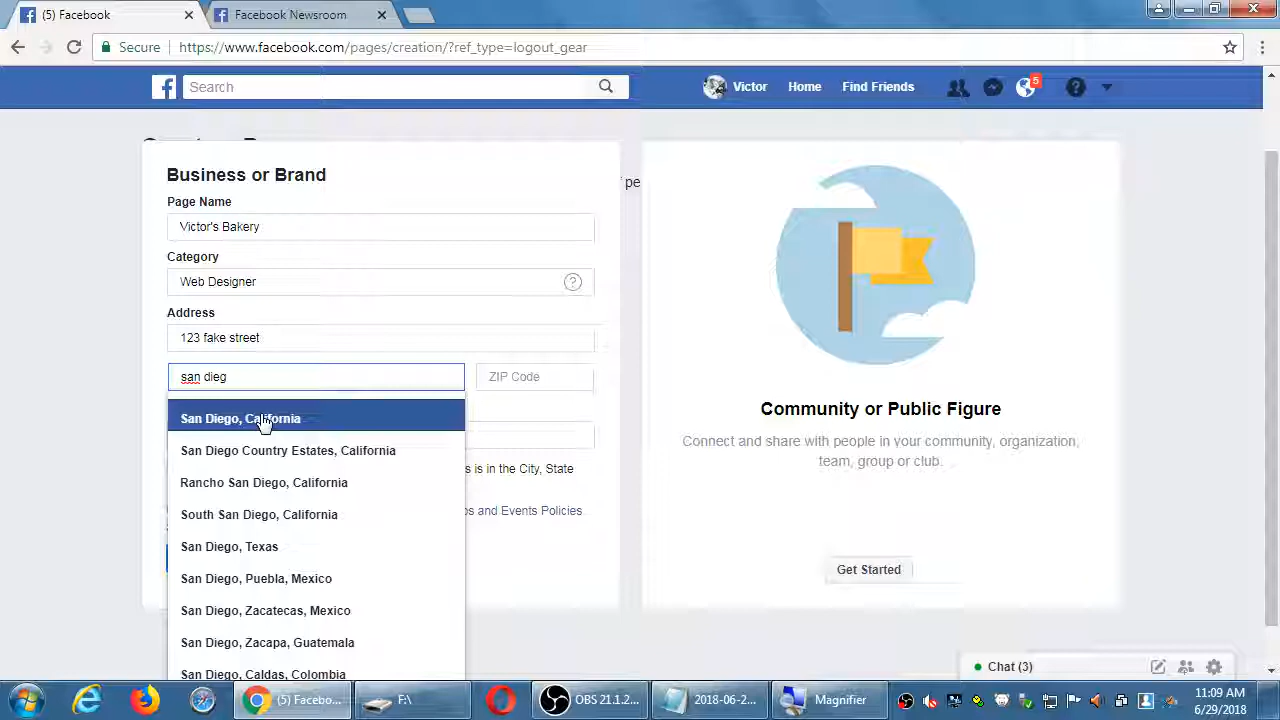 (5) Facebook
Facebook Newsroom
Secure
https://www.facebook.com/pages/creation/?ref_type=logout_gear
Search
Victor
Home
Find Friends
5
Business or Brand
Page Name
Victor's Bakery
Category
Web Designer
Address
123 fake street
san dieg
ZIP Code
San Diego, California
San Diego Country Estates, California
Rancho San Diego, California
South San Diego, California
San Diego, Texas
San Diego, Puebla, Mexico
San Diego, Zacatecas, Mexico
San Diego, Zacapa, Guatemala
San Diego, Caldas, Colombia
s is in the City, State
and Events Policies
Community or Public Figure
Connect and share with people in your community, organization,
team, group or club.
Get Started
Chat (3)
(5) Facebo...
F:\
OBS 21.1.2...
2018-06-2...
Magnifier
11:09 AM
6/29/2018